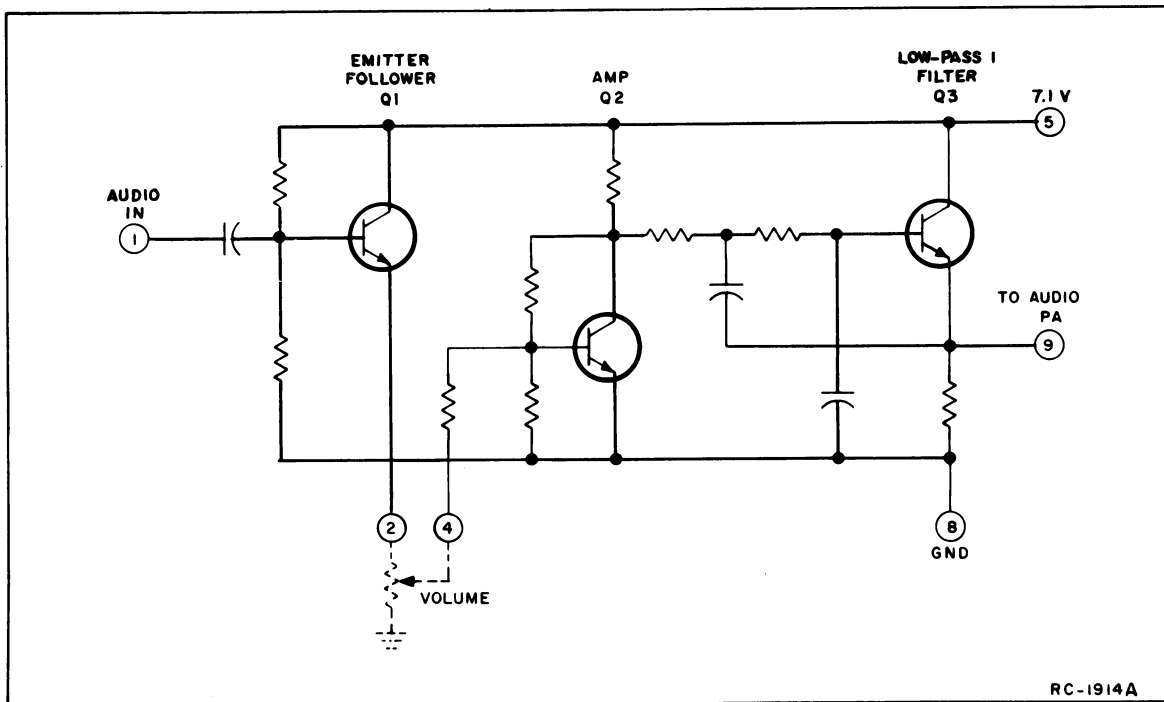 EMITTER
FOLLOWER
Q1
AMP
Q2
LOW-PASS I
FILTER
Q3
7.1 V
5
AUDIO
IN
1
TO AUDIO
PA
9
2
4
8
GND
VOLUME
RC-1914A